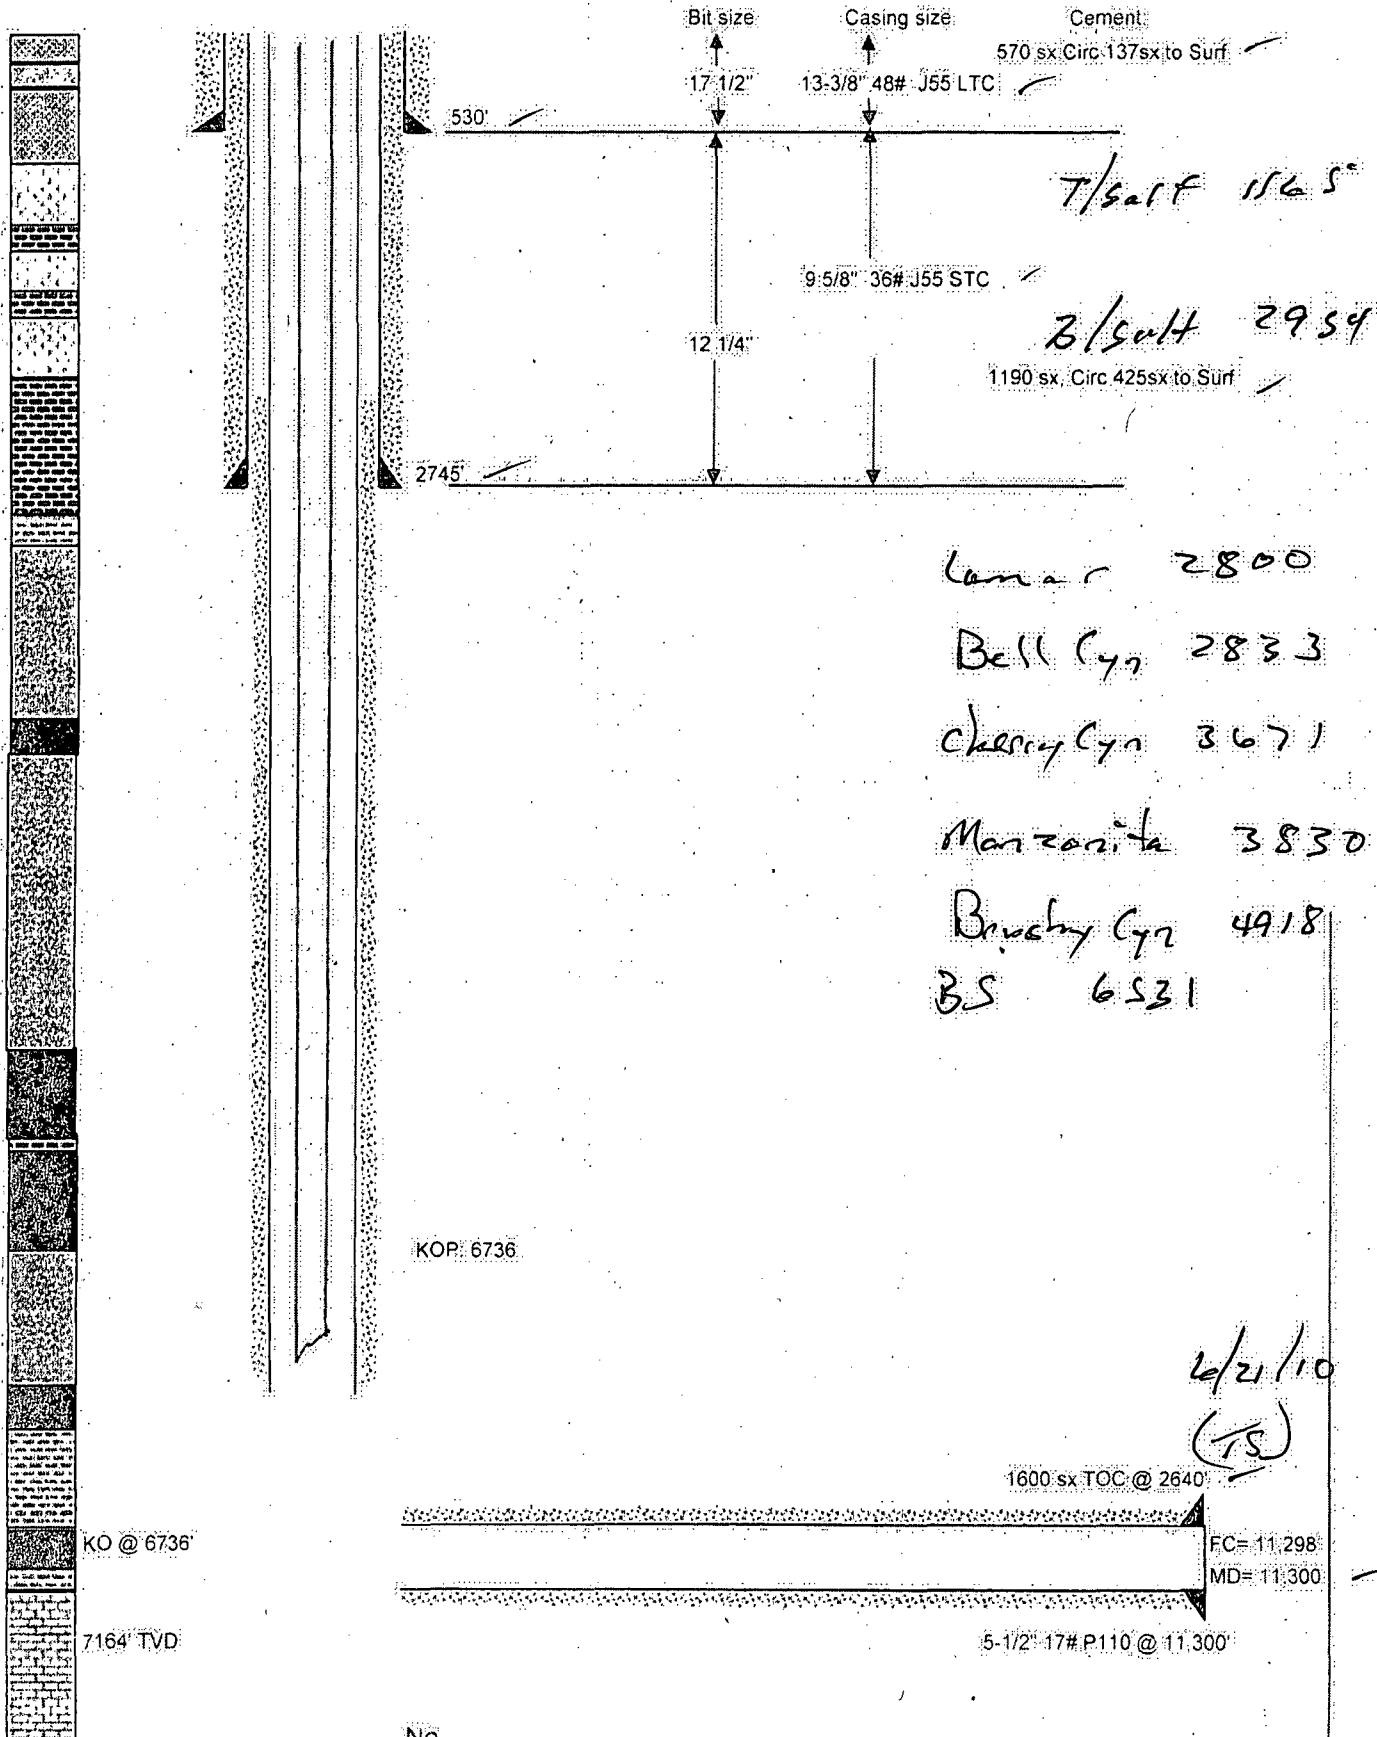 Bit size Casing size Cement
570 sx Circ 137sx to Surf
17 1/2" 13-3/8" 48# J55 LTC
530'
T/salt 1565
9 5/8" 36# J55 STC
B/salt 2954
12 1/4"
1190 sx, Circ 425sx to Surf
2745'
Lamar 2800
Bell Cyn 2833
Cherry Cyn 3671
Manzanita 3830
Brushy Cyn 4918
BS 6531
KOP: 6736
6/21/10
(TS)
1600 sx TOC @ 2640'
KO @ 6736'
FC= 11,298
MD= 11,300
7164' TVD
5-1/2" 17# P110 @ 11,300'